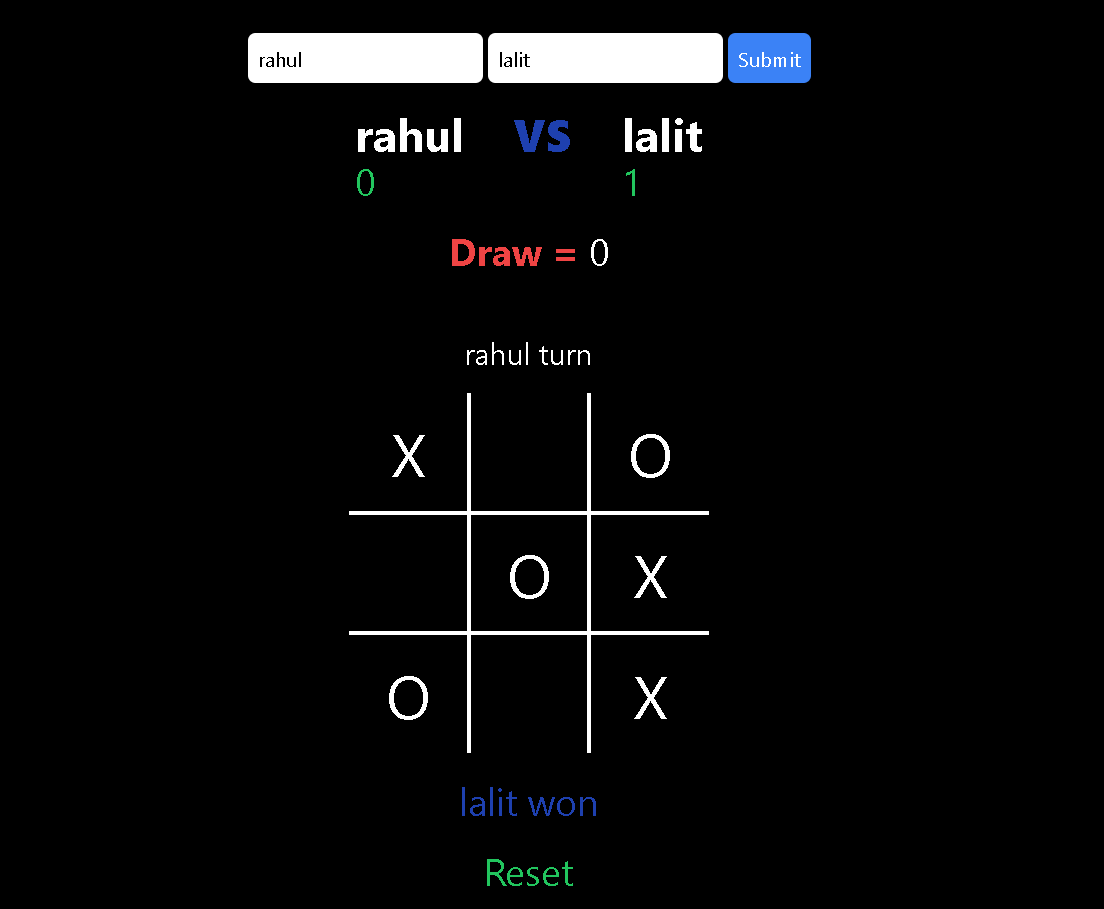 rahul lalit Submit
rahul VS lalit
0 1
Draw = 0
rahul turn
X O
O X
O X
lalit won
Reset